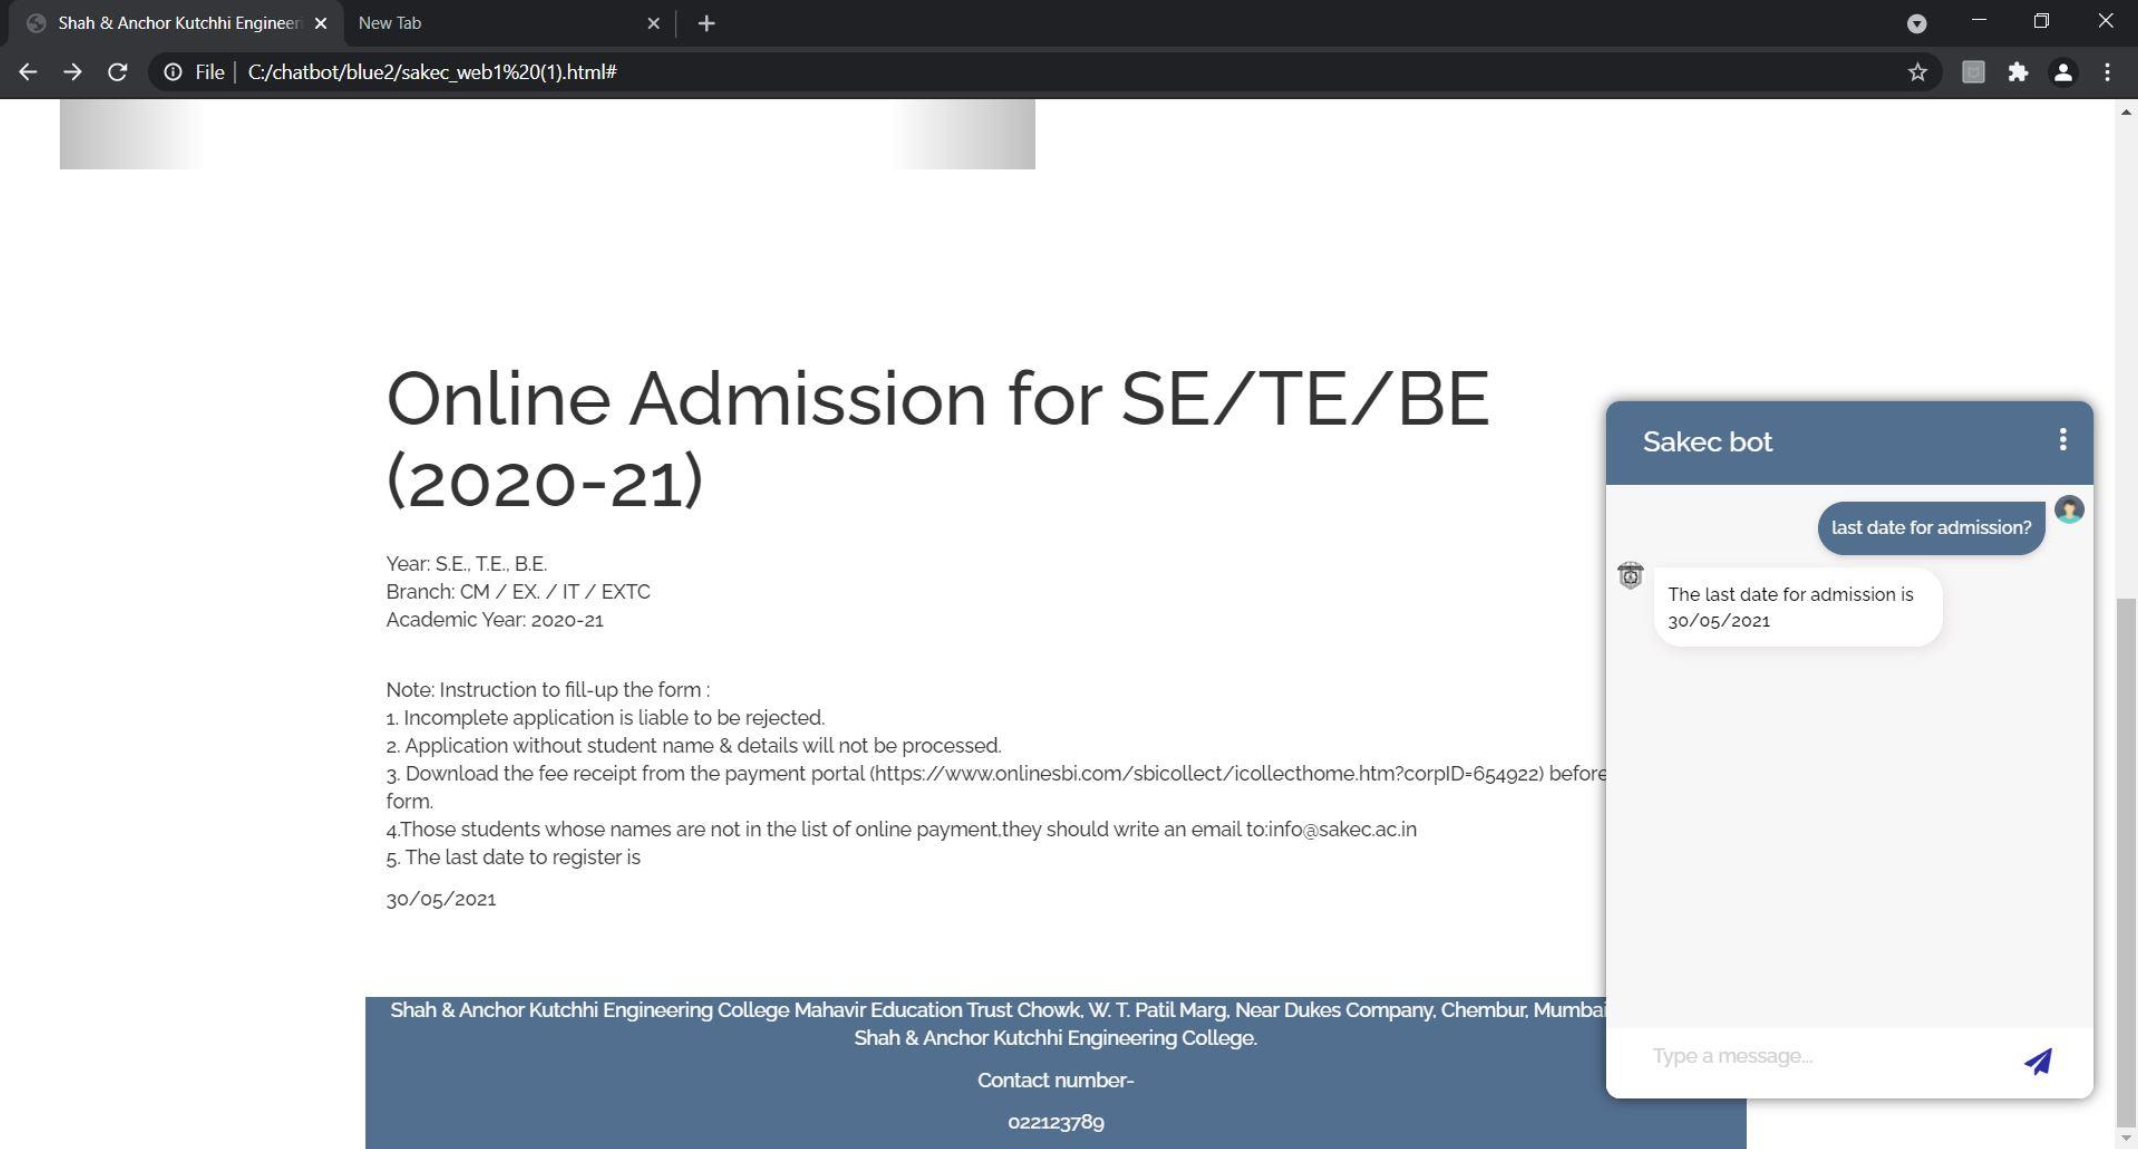 Shah & Anchor Kutchhi Engineeri
New Tab
File
C:/chatbot/blue2/sakec_web1%20(1).html#
Online Admission for SE/TE/BE
(2020-21)
Year: S.E., T.E., B.E.
Branch: CM / EX. / IT / EXTC
Academic Year: 2020-21
Note: Instruction to fill-up the form :
1. Incomplete application is liable to be rejected.
2. Application without student name & details will not be processed.
3. Download the fee receipt from the payment portal (https://www.onlinesbi.com/sbicollect/icollecthome.htm?corpID=654922) before
form.
4.Those students whose names are not in the list of online payment,they should write an email to:info@sakec.ac.in
5. The last date to register is
30/05/2021
Shah & Anchor Kutchhi Engineering College Mahavir Education Trust Chowk, W. T. Patil Marg, Near Dukes Company, Chembur, Mumbai
Shah & Anchor Kutchhi Engineering College.
Contact number-
022123789
Sakec bot
last date for admission?
The last date for admission is
30/05/2021
Type a message...